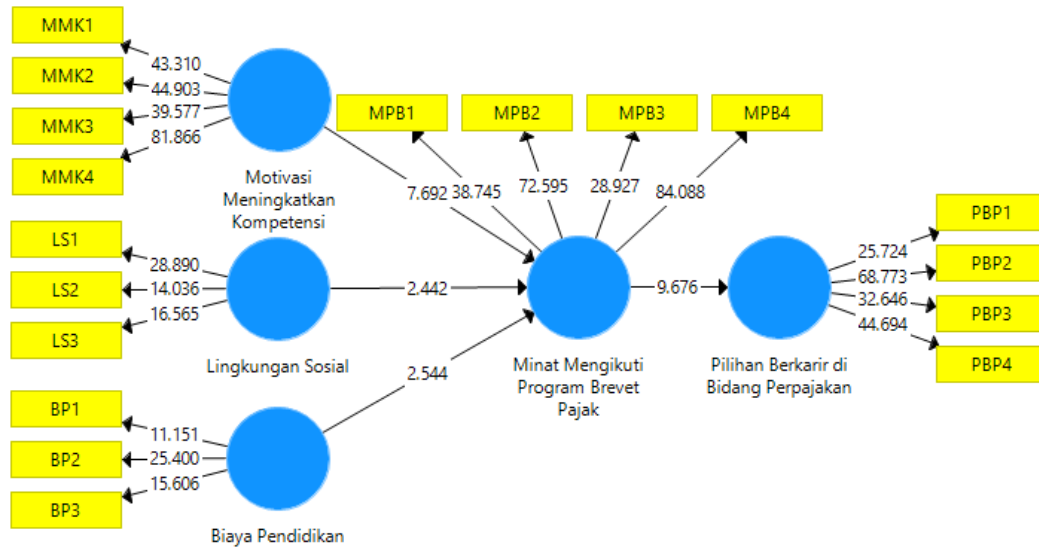 MMK1
MMK2
MMK3
MMK4
43.310
44.903
39.577
81.866
Motivasi
Meningkatkan
Kompetensi
MPB1
MPB2
MPB3
MPB4
7.692
38.745
72.595
28.927
84.088
LS1
LS2
LS3
28.890
14.036
16.565
Lingkungan Sosial
2.442
Minat Mengikuti
Program Brevet
Pajak
9.676
Pilihan Berkarir di
Bidang Perpajakan
25.724
68.773
32.646
44.694
PBP1
PBP2
PBP3
PBP4
BP1
BP2
BP3
11.151
25.400
15.606
2.544
Biaya Pendidikan